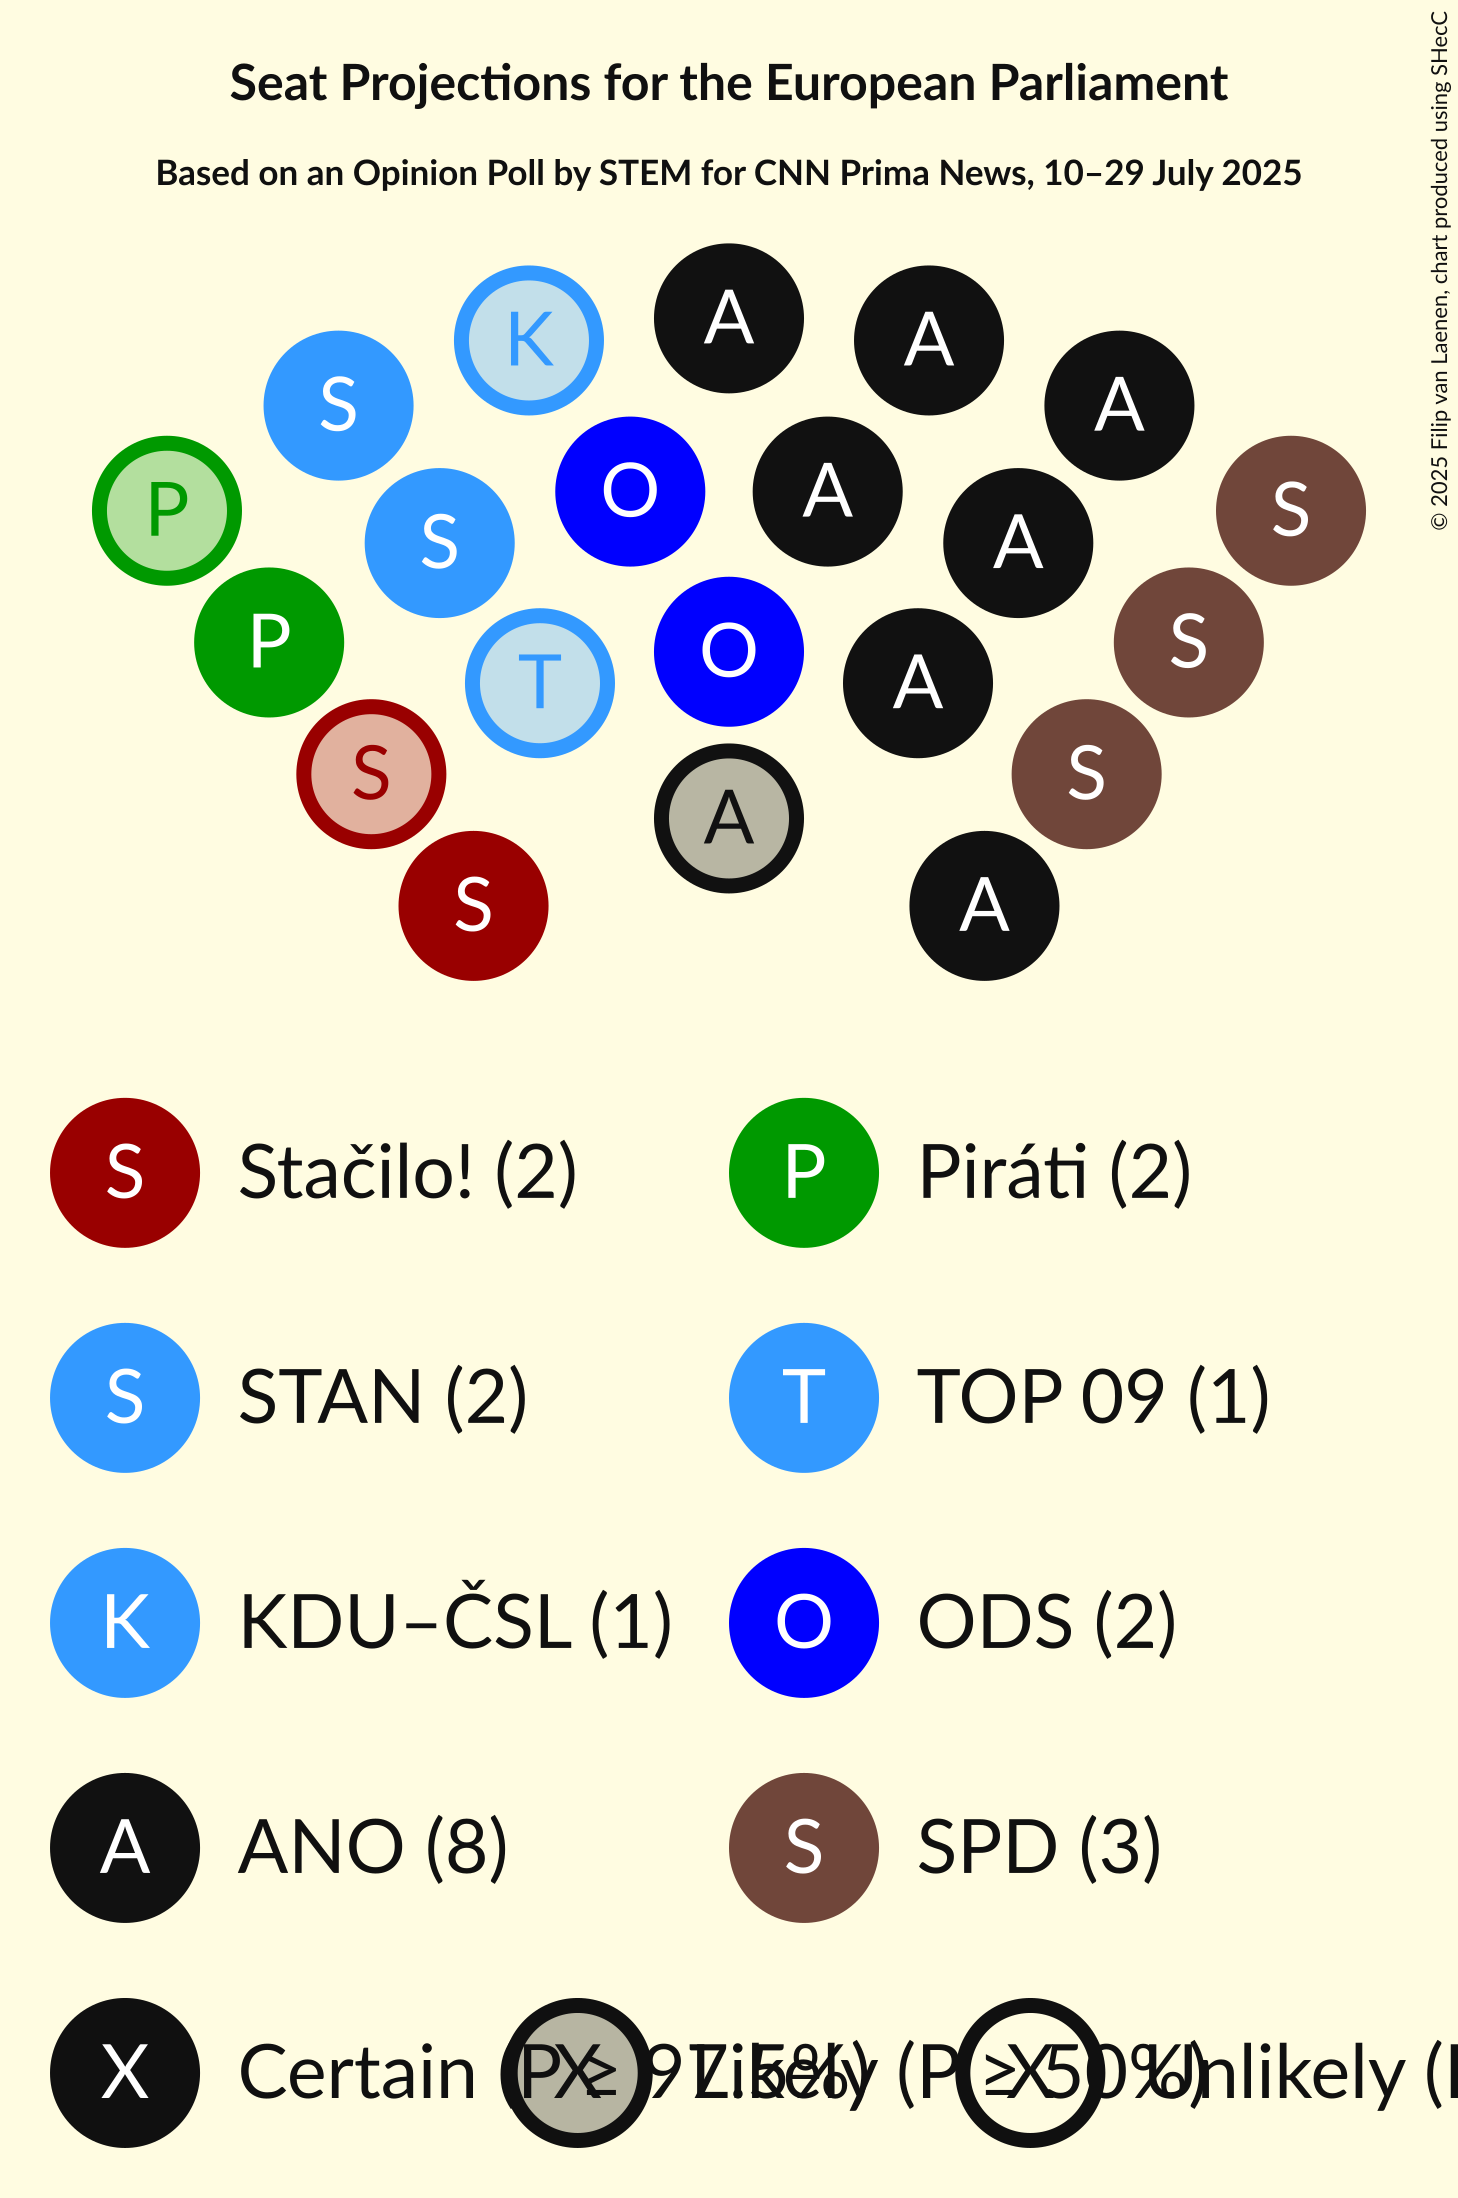 Seat Projections for the European Parliament
Based on an Opinion Poll by STEM for CNN Prima News, 10–29 July 2025
© 2025 Filip van Laenen, chart produced using SHecC
A
K A
S A
P O A S
S A
P O S
T A
S A S
S A
S Stačilo! (2) P Piráti (2)
S STAN (2) T TOP 09 (1)
K KDU–ČSL (1) O ODS (2)
A ANO (8) S SPD (3)
X Certain (P ≥ 97.5%) X Likely (P ≥ 50%) X Unlikely (